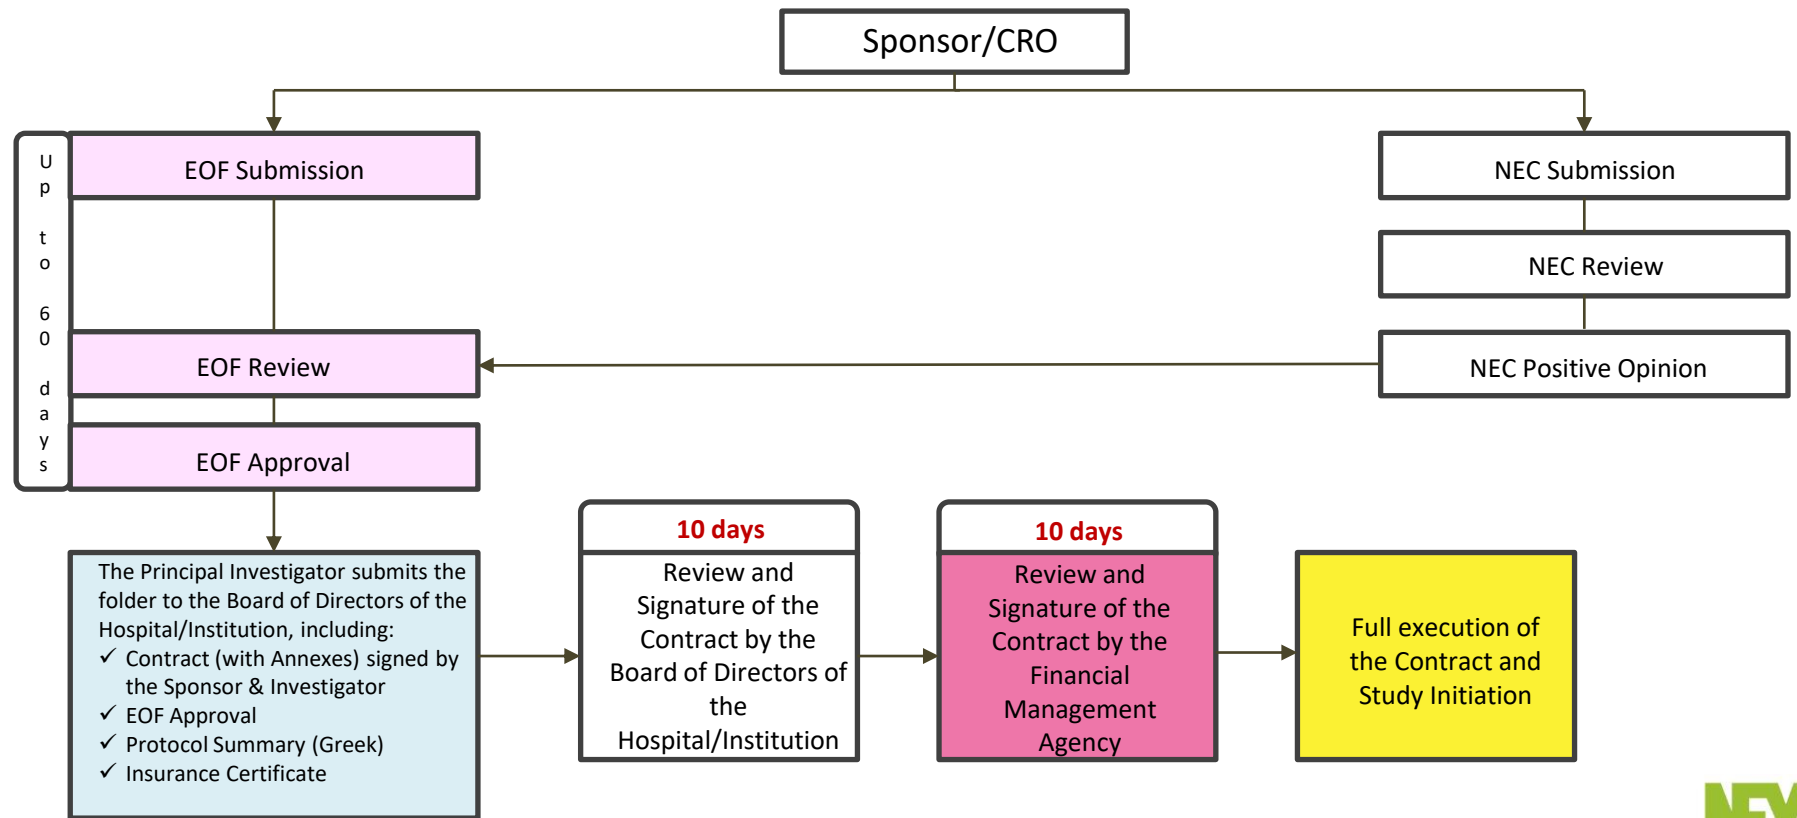 Sponsor/CRO
Up to 60 days
EOF Submission
NEC Submission
NEC Review
EOF Review
NEC Positive Opinion
EOF Approval
The Principal Investigator submits the
folder to the Board of Directors of the
Hospital/Institution, including:
✓ Contract (with Annexes) signed by
the Sponsor & Investigator
✓ EOF Approval
✓ Protocol Summary (Greek)
✓ Insurance Certificate
10 days
Review and
Signature of the
Contract by the
Board of Directors of
the
Hospital/Institution
10 days
Review and
Signature of the
Contract by the
Financial
Management
Agency
Full execution of
the Contract and
Study Initiation